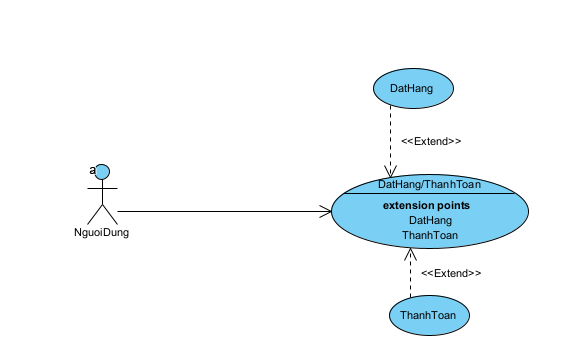 DatHang
<<Extend>>
a
DatHang/ThanhToan
extension points
DatHang
ThanhToan
NguoiDung
<<Extend>>
ThanhToan